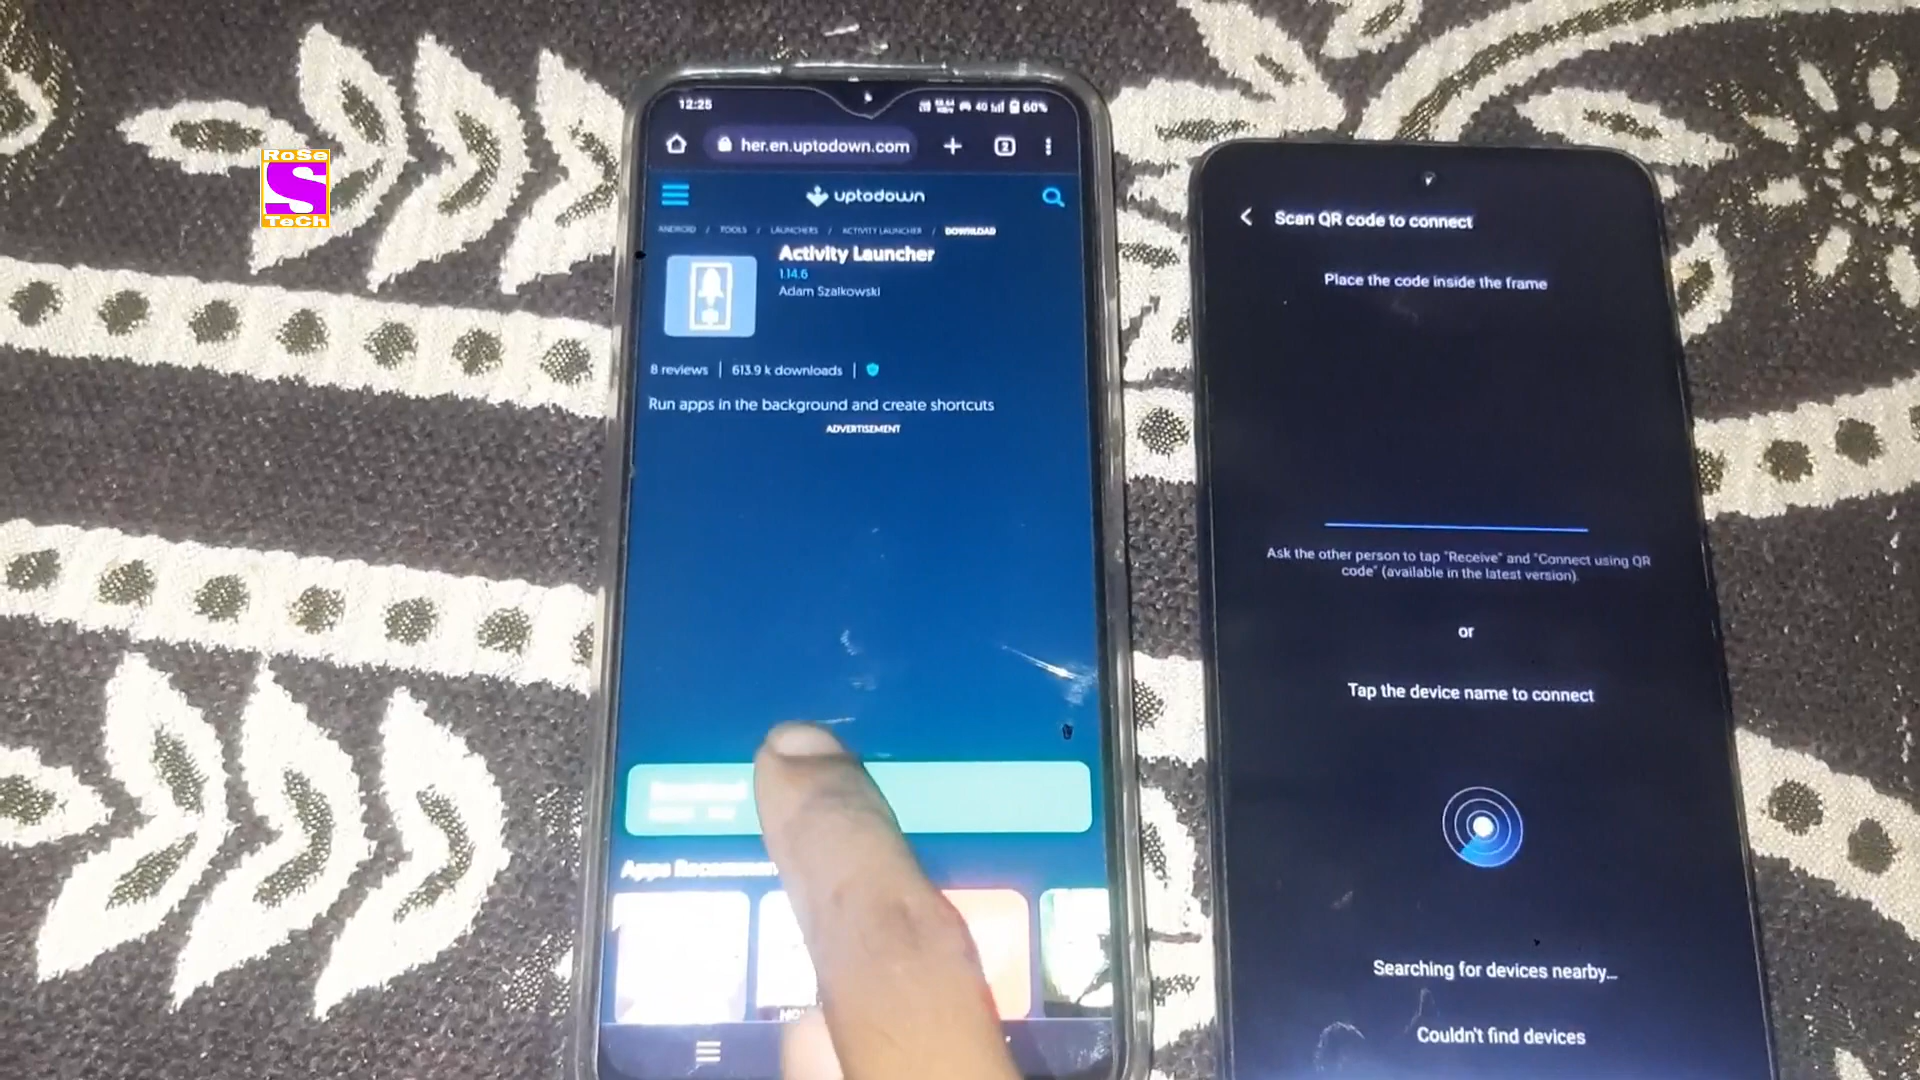 RoSe
S
TeCh
12:25
4G
60%
her.en.uptodown.com
2
uptodown
ANDROID / TOOLS / LAUNCHERS / ACTIVITY LAUNCHER / DOWNLOAD
Activity Launcher
1.14.6
Adam Szalkowski
8 reviews | 613.9 k downloads |
Run apps in the background and create shortcuts
ADVERTISEMENT
Apps
Scan QR code to connect
Place the code inside the frame
Ask the other person to tap "Receive" and "Connect using QR
code" (available in the latest version).
or
Tap the device name to connect
Searching for devices nearby...
Couldn't find devices